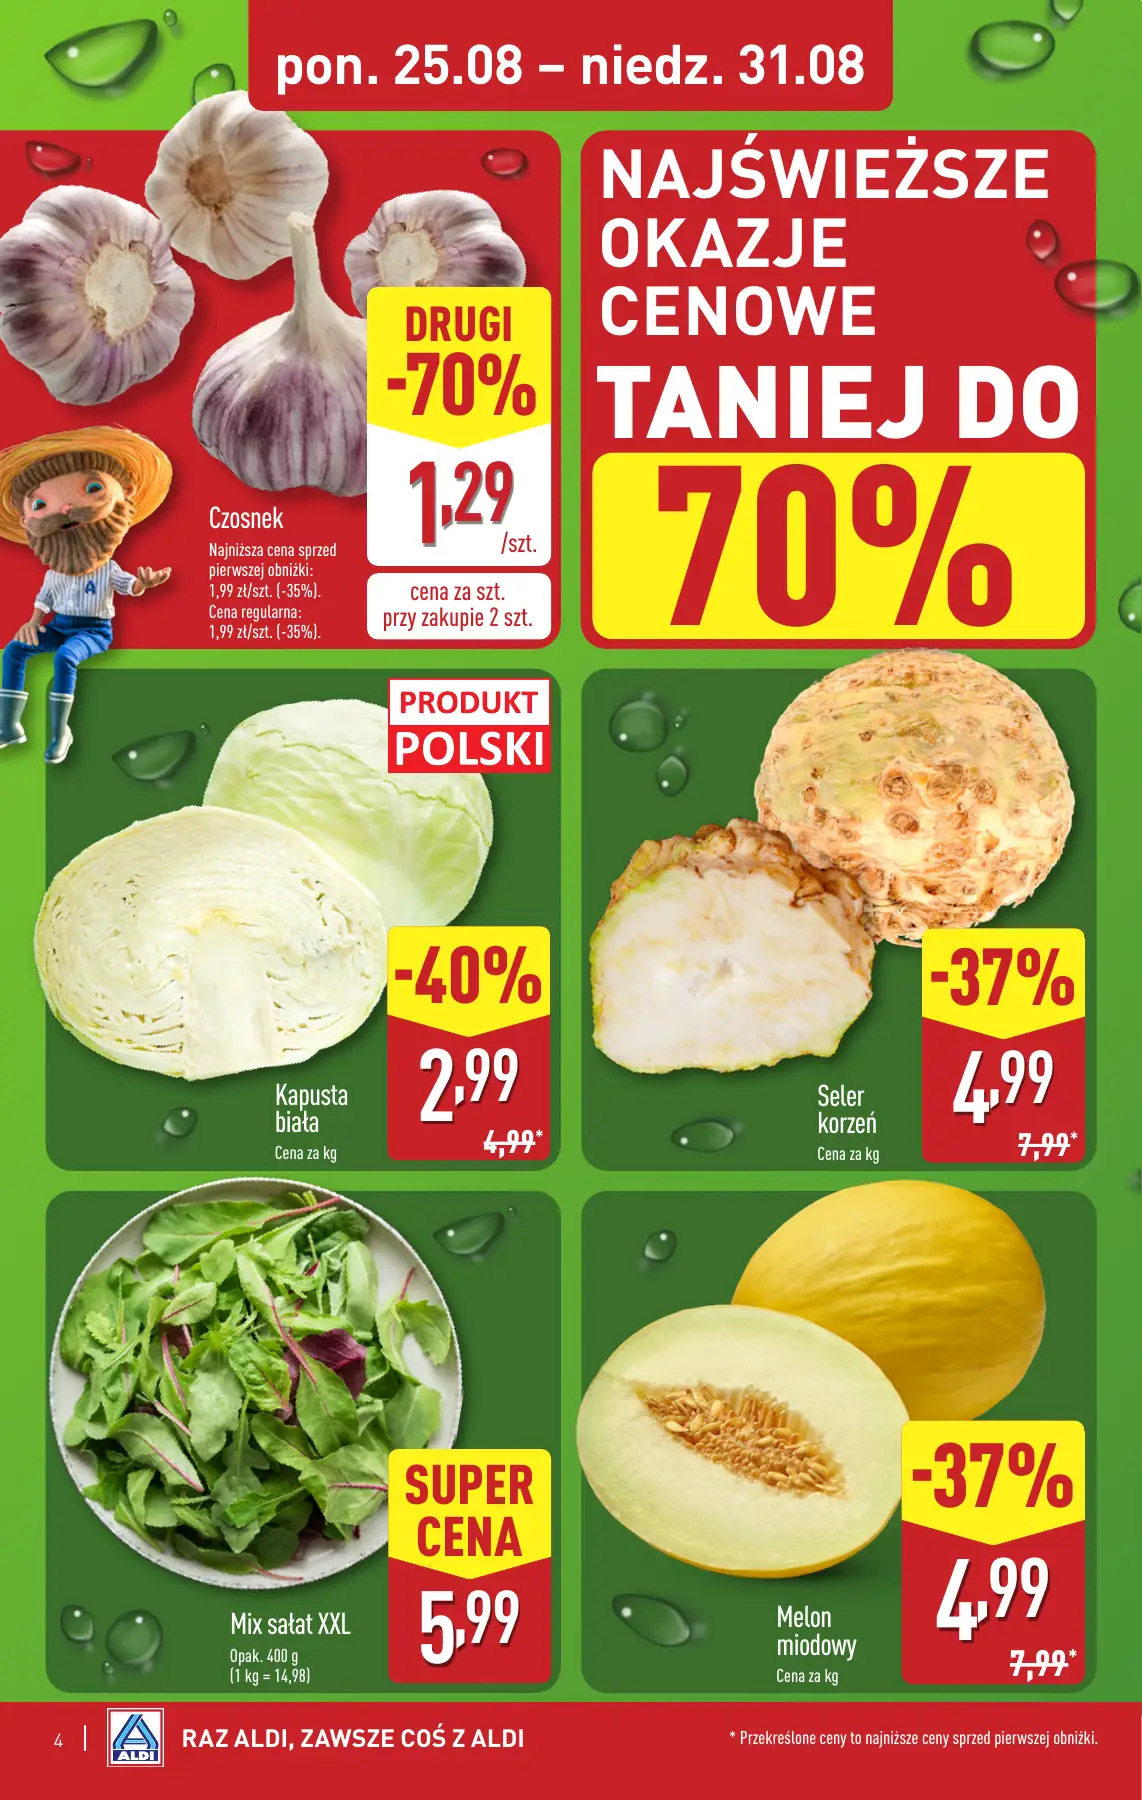 pon. 25.08 – niedz. 31.08
NAJŚWIEŻSZE
OKAZJE
CENOWE
TANIEJ DO
70%
DRUGI
-70%
1,29
/szt.
cena za szt.
przy zakupie 2 szt.
Czosnek
Najniższa cena sprzed
pierwszej obniżki:
1,99 zł/szt. (-35%).
Cena regularna:
1,99 zł/szt. (-35%).
A
PRODUKT
POLSKI
-40%
2,99
4,99*
Kapusta
biała
Cena za kg
-37%
4,99
7,99*
Seler
korzeń
Cena za kg
SUPER
CENA
5,99
Mix sałat XXL
Opak. 400 g
(1 kg = 14,98)
-37%
4,99
7,99*
Melon
miodowy
Cena za kg
4
ALDI
RAZ ALDI, ZAWSZE COŚ Z ALDI
* Przekreślone ceny to najniższe ceny sprzed pierwszej obniżki.